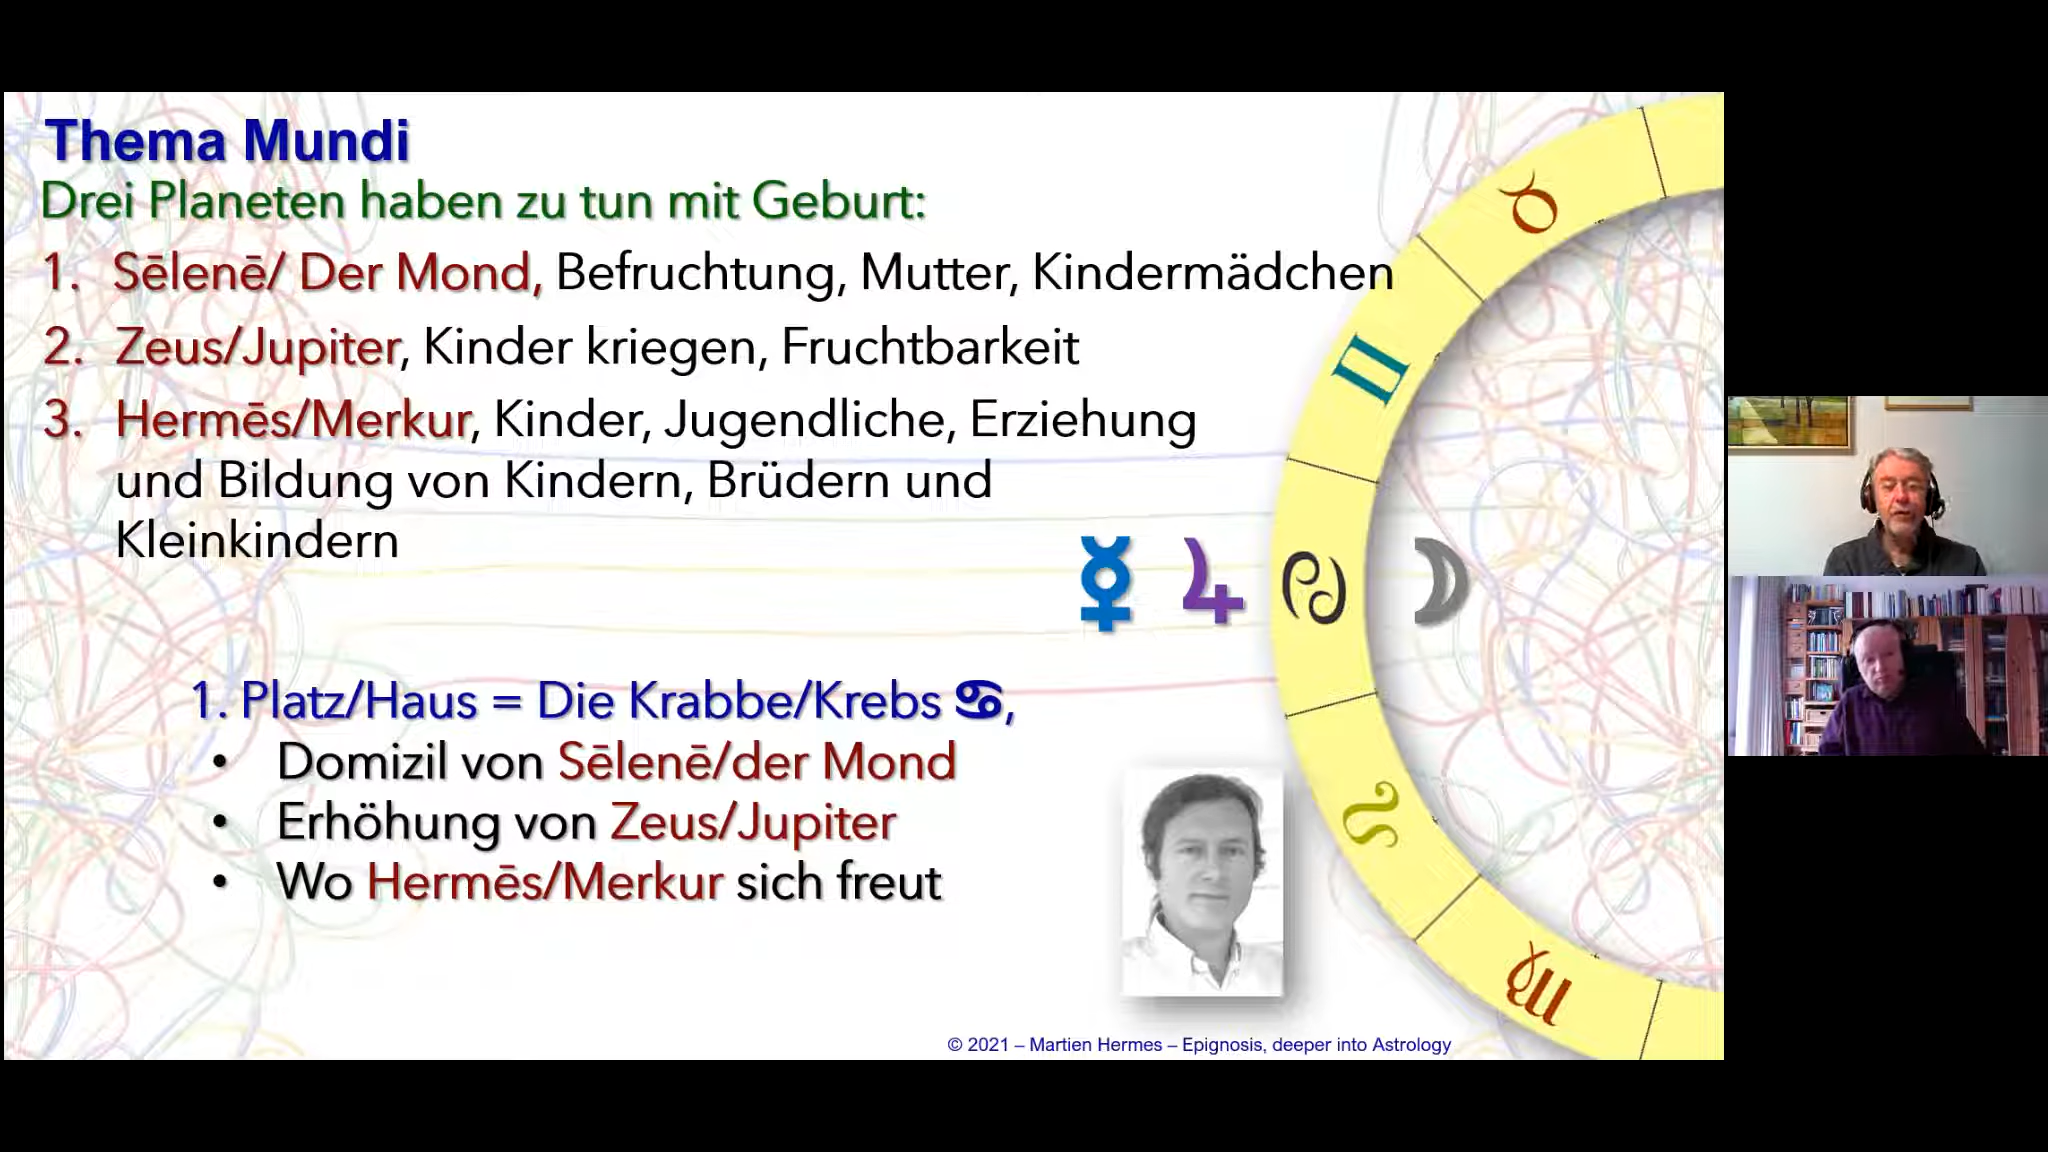 Thema Mundi
Drei Planeten haben zu tun mit Geburt:
1. Sēlenē/ Der Mond, Befruchtung, Mutter, Kindermädchen
2. Zeus/Jupiter, Kinder kriegen, Fruchtbarkeit
3. Hermēs/Merkur, Kinder, Jugendliche, Erziehung
und Bildung von Kindern, Brüdern und
Kleinkindern
☿ ♃ ♋ ☽
♉
♊
♌
♍
1. Platz/Haus = Die Krabbe/Krebs ♋,
• Domizil von Sēlenē/der Mond
• Erhöhung von Zeus/Jupiter
• Wo Hermēs/Merkur sich freut
© 2021 – Martien Hermes – Epignosis, deeper into Astrology